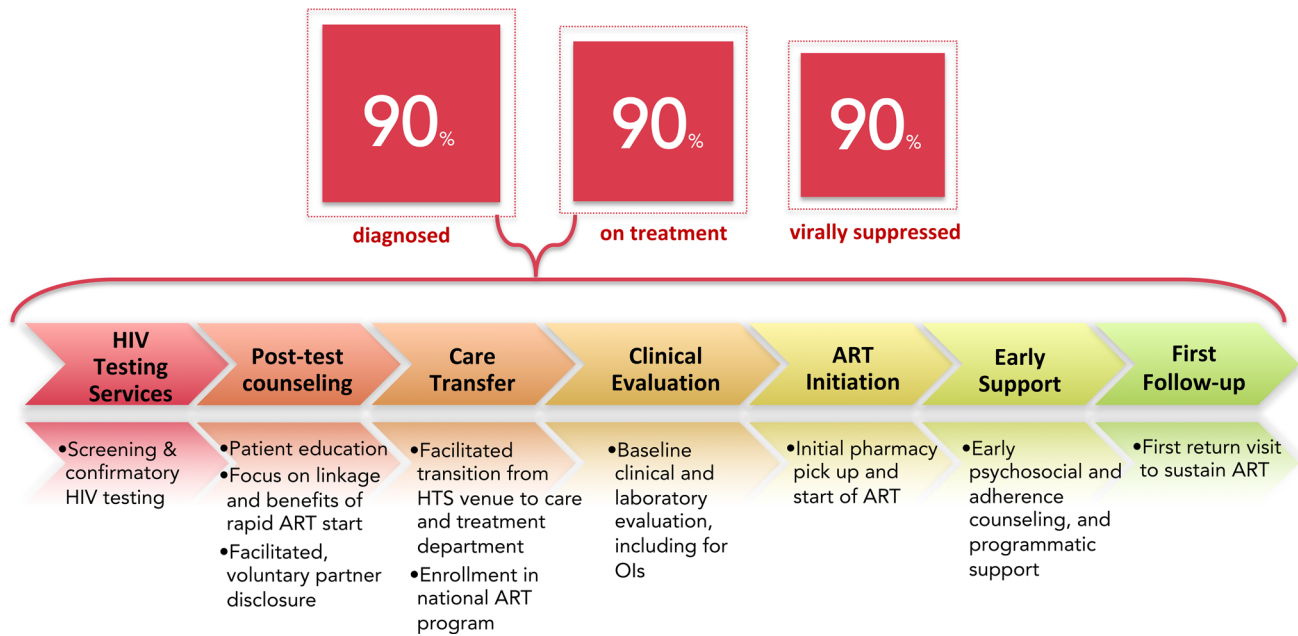 90%
90%
90%
diagnosed
on treatment
virally suppressed
HIV
Testing
Services
Post-test
counseling
Care
Transfer
Clinical
Evaluation
ART
Initiation
Early
Support
First
Follow-up
•Screening &
confirmatory
HIV testing
•Patient education
•Focus on linkage
and benefits of
rapid ART start
•Facilitated,
voluntary partner
disclosure
•Facilitated
transition from
HTS venue to care
and treatment
department
•Enrollment in
national ART
program
•Baseline
clinical and
laboratory
evaluation,
including for
OIs
•Initial pharmacy
pick up and
start of ART
•Early
psychosocial and
adherence
counseling, and
programmatic
support
•First return visit
to sustain ART